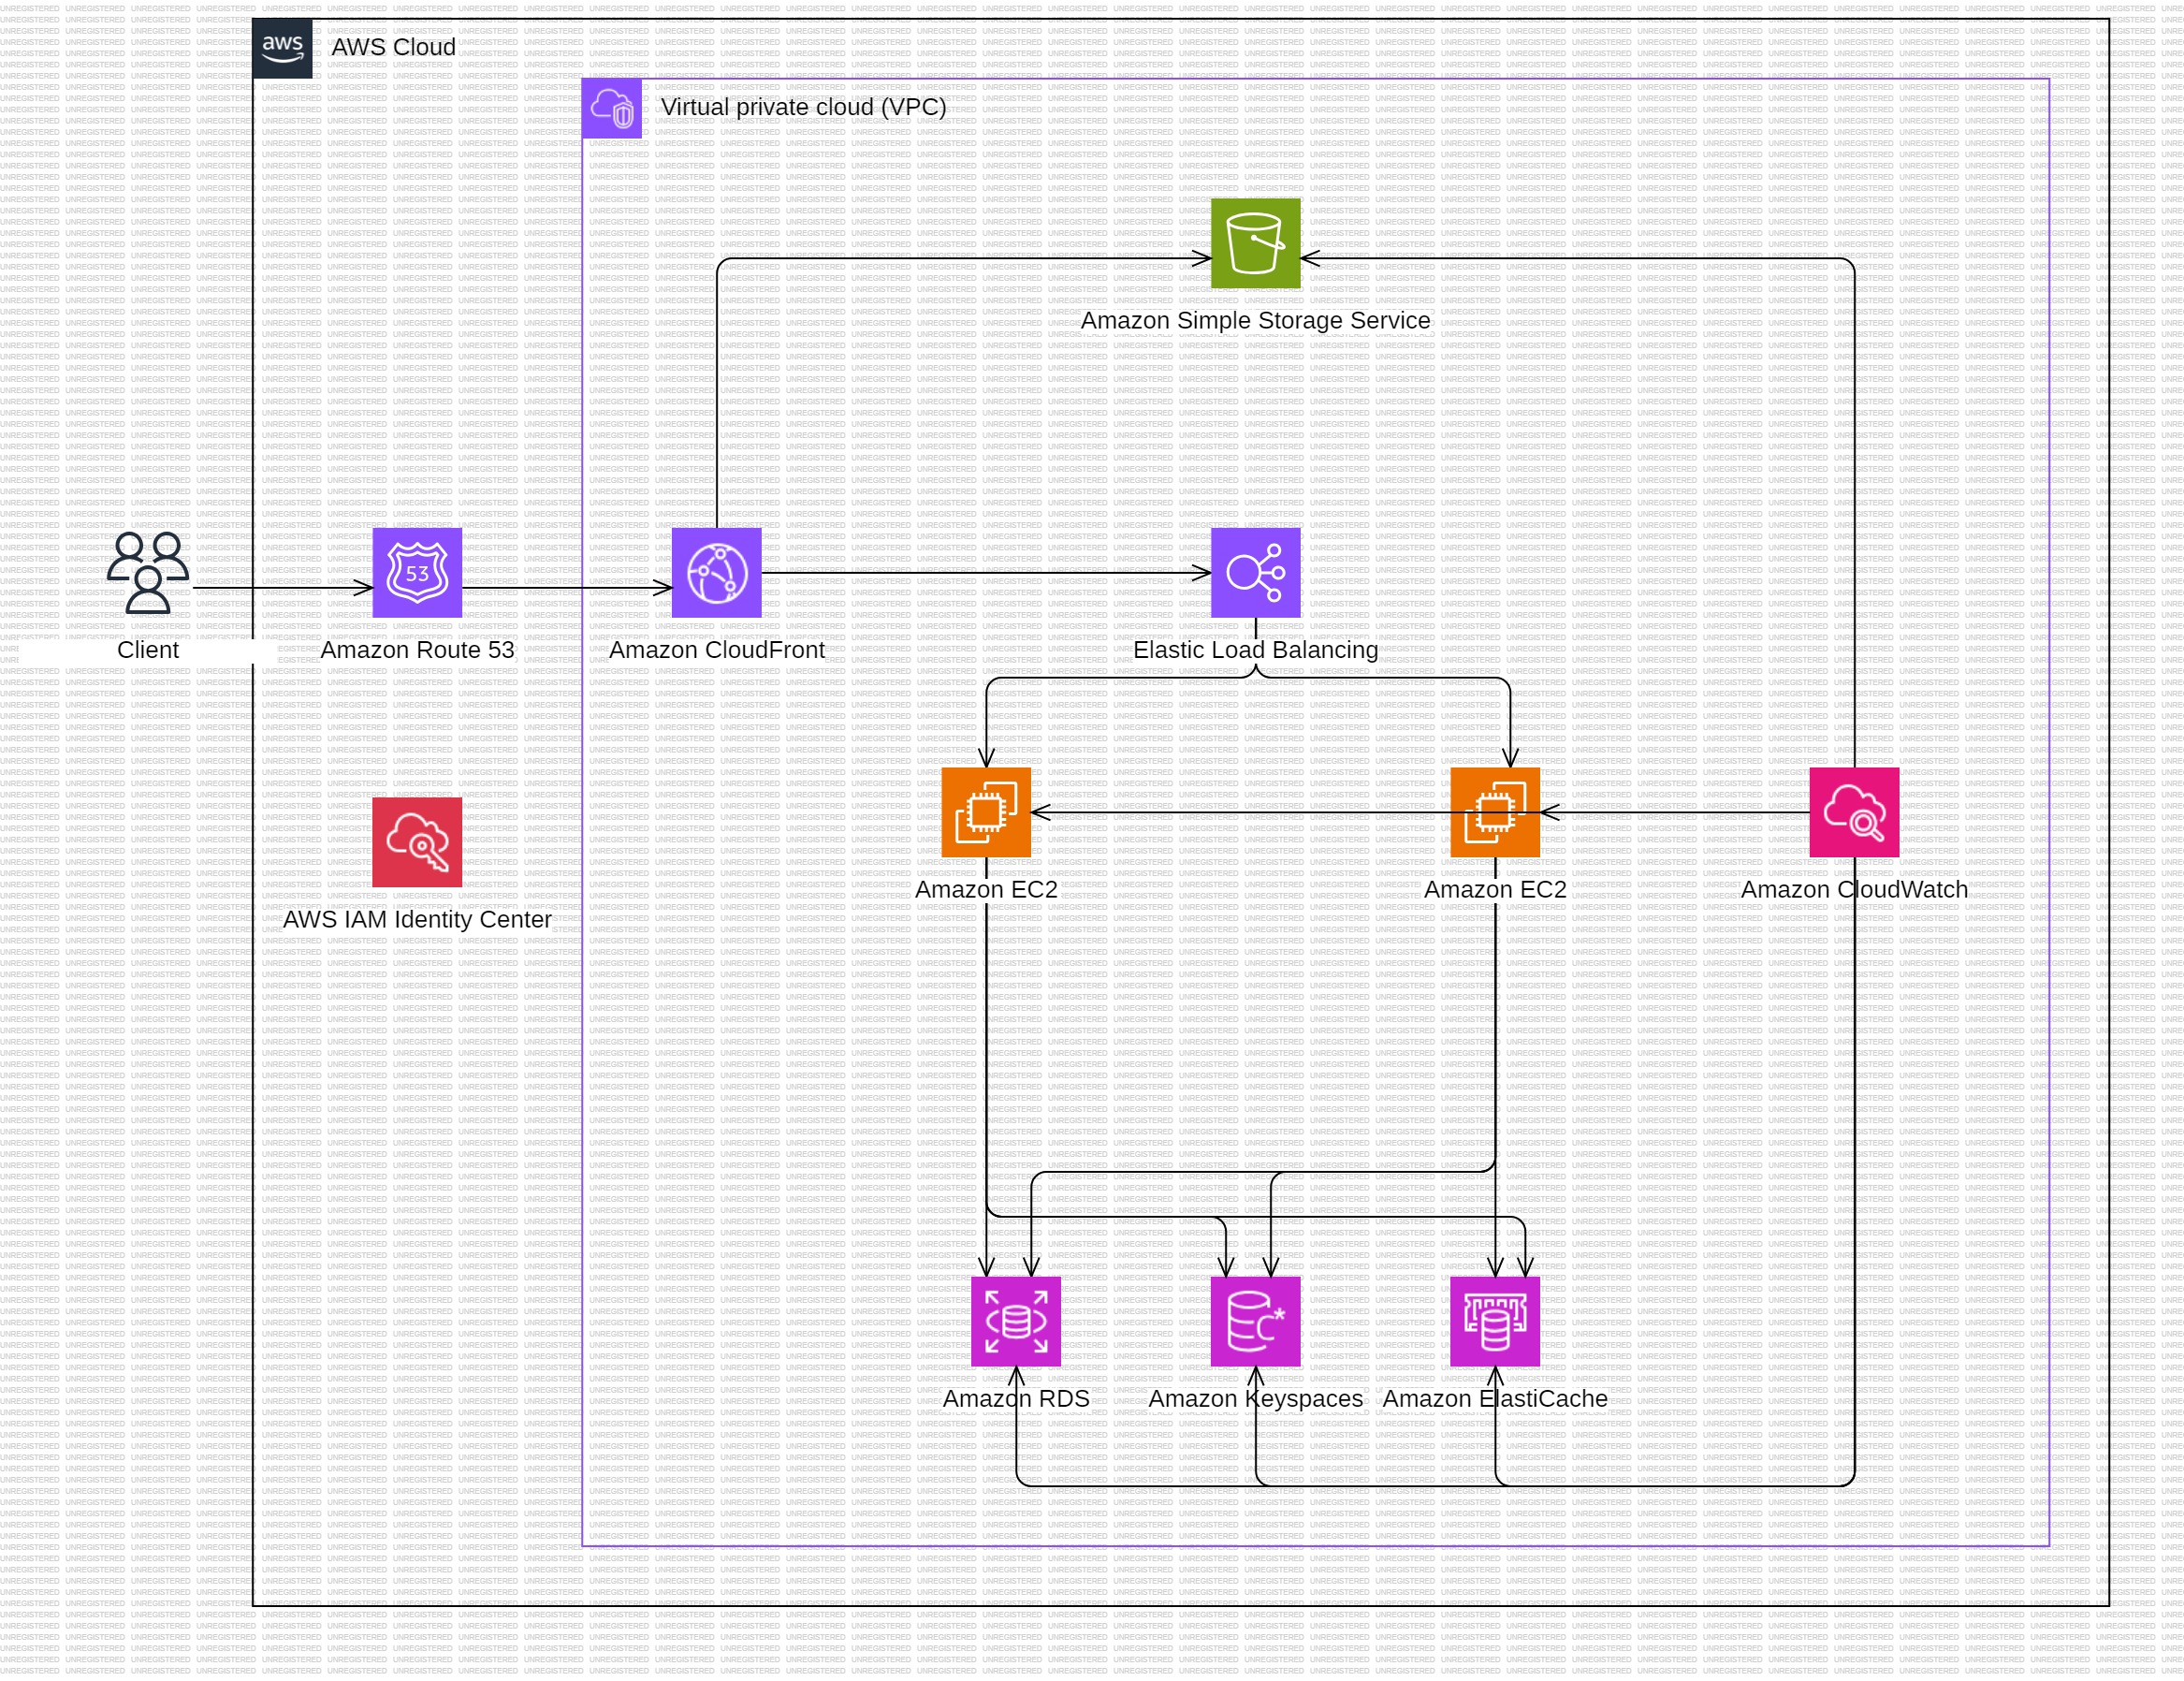 aws
AWS Cloud
Virtual private cloud (VPC)
Amazon Simple Storage Service
53
Client
Amazon Route 53
Amazon CloudFront
Elastic Load Balancing
AWS IAM Identity Center
Amazon EC2
Amazon EC2
Amazon CloudWatch
C*
Amazon RDS
Amazon Keyspaces
Amazon ElastiCache
UNREGISTERED